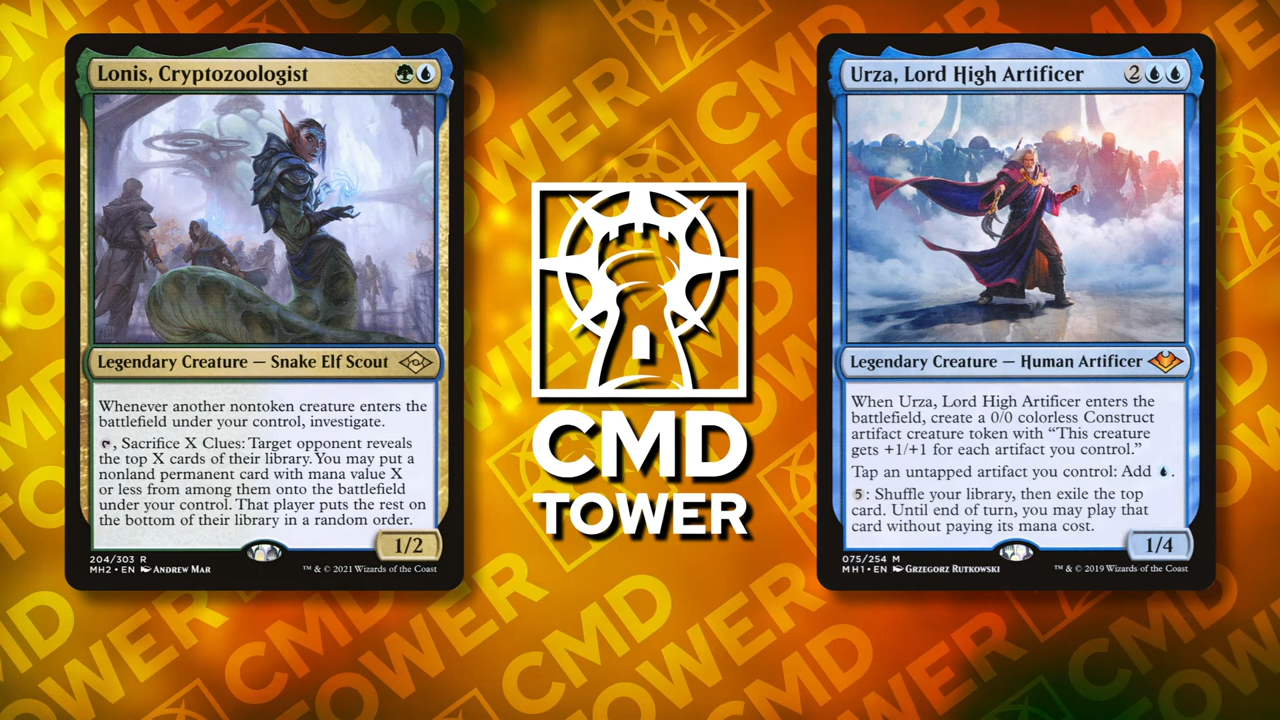 Lonis, Cryptozoologist
Legendary Creature — Snake Elf Scout
Whenever another nontoken creature enters the
battlefield under your control, investigate.
, Sacrifice X Clues: Target opponent reveals
the top X cards of their library. You may put a
nonland permanent card with mana value X
or less from among them onto the battlefield
under your control. That player puts the rest on
the bottom of their library in a random order.
1/2
204/303 R
MH2 • EN Andrew Mar
™ & © 2021 Wizards of the Coast
CMD
TOWER
Urza, Lord High Artificer
2
Legendary Creature — Human Artificer
When Urza, Lord High Artificer enters the
battlefield, create a 0/0 colorless Construct
artifact creature token with “This creature
gets +1/+1 for each artifact you control.”
Tap an untapped artifact you control: Add .
5: Shuffle your library, then exile the top
card. Until end of turn, you may play that
card without paying its mana cost.
1/4
075/254 M
MH1 • EN Grzegorz Rutkowski
™ & © 2019 Wizards of the Coast